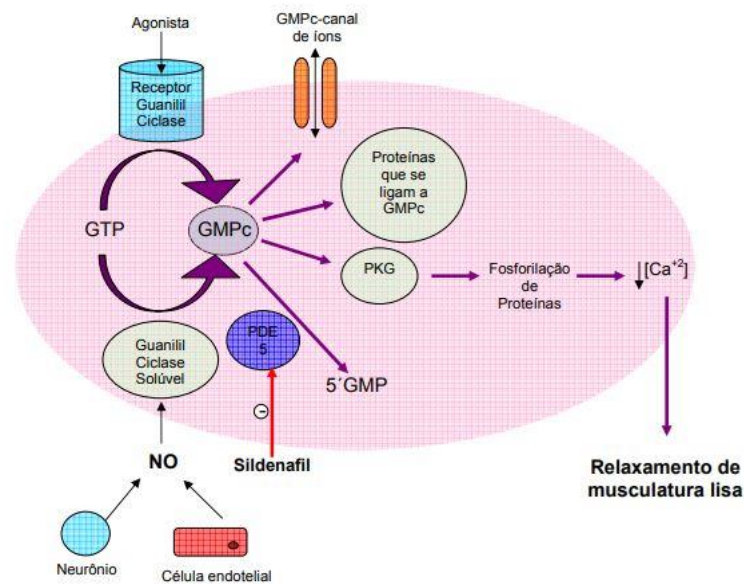 Agonista
GMPc-canal
de íons
Receptor
Guanilil
Ciclase
Proteínas
que se
ligam a
GMPc
GTP
GMPc
PKG
Fosforilação
de
Proteínas
↓[Ca⁺²]
Guanilil
Ciclase
Solúvel
PDE
5
5´GMP
NO
Sildenafil
Relaxamento de
musculatura lisa
Neurônio
Célula endotelial